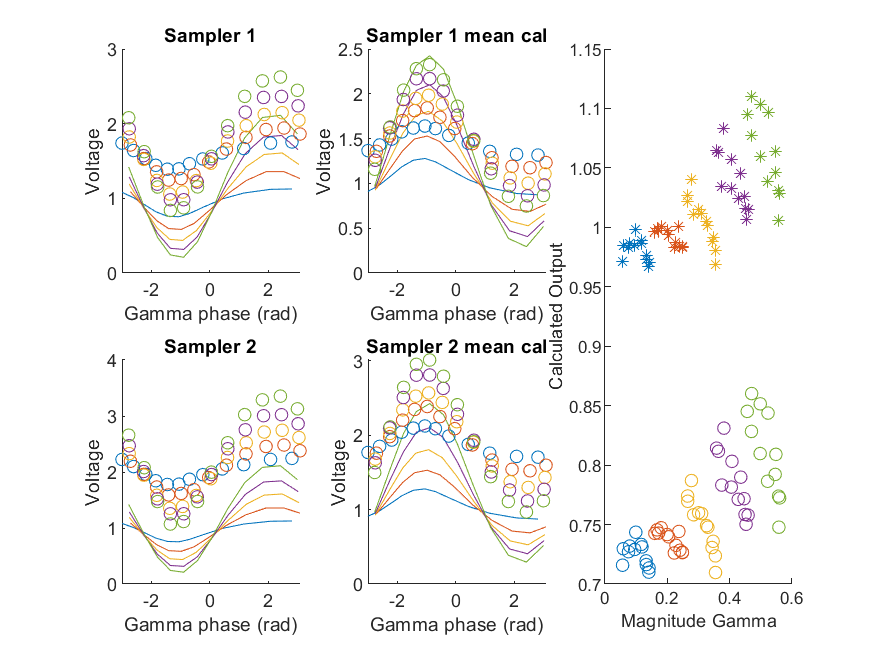 Sampler 1
3
2
1
0
Voltage
-2 0 2
Gamma phase (rad)
Sampler 1 mean cal
2.5
2
1.5
1
0.5
0
Voltage
-2 0 2
Gamma phase (rad)
Sampler 2
4
3
2
1
0
Voltage
-2 0 2
Gamma phase (rad)
Sampler 2 mean cal
3
2
1
0
Voltage
-2 0 2
Gamma phase (rad)
1.15
1.1
1.05
1
0.95
0.9
0.85
0.8
0.75
0.7
Calculated Output
0 0.2 0.4 0.6
Magnitude Gamma